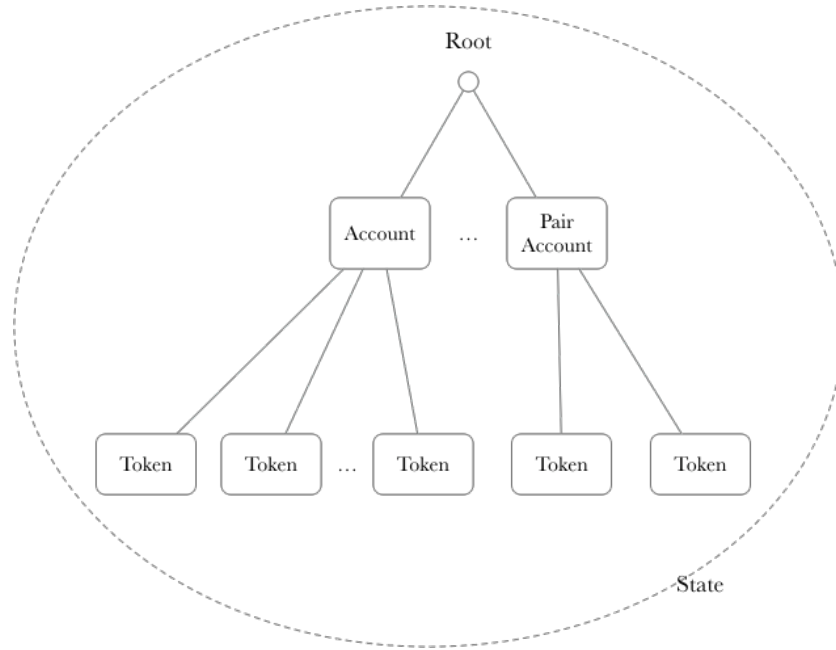 Root
Account
...
Pair
Account
Token
Token
...
Token
Token
Token
State